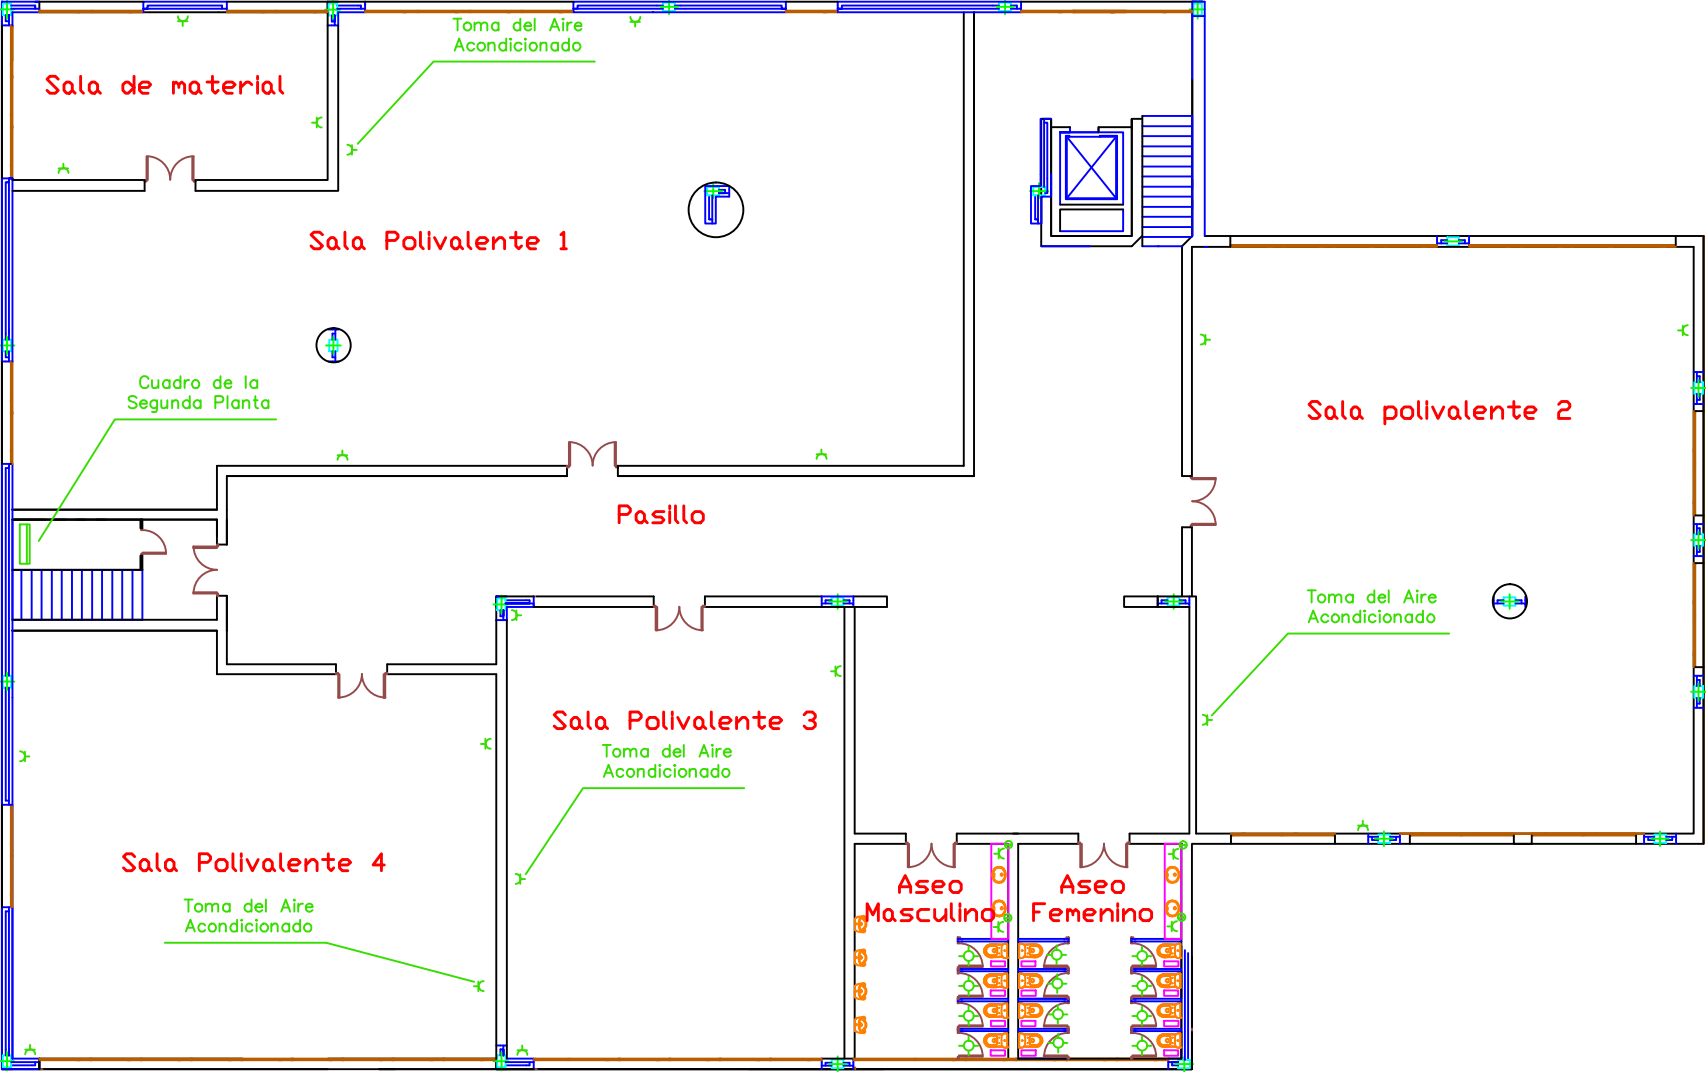 Toma del Aire
Acondicionado
Sala de material
Sala Polivalente 1
Cuadro de la
Segunda Planta
Sala polivalente 2
Pasillo
Toma del Aire
Acondicionado
Sala Polivalente 3
Toma del Aire
Acondicionado
Sala Polivalente 4
Toma del Aire
Acondicionado
Aseo
Masculino
Aseo
Femenino